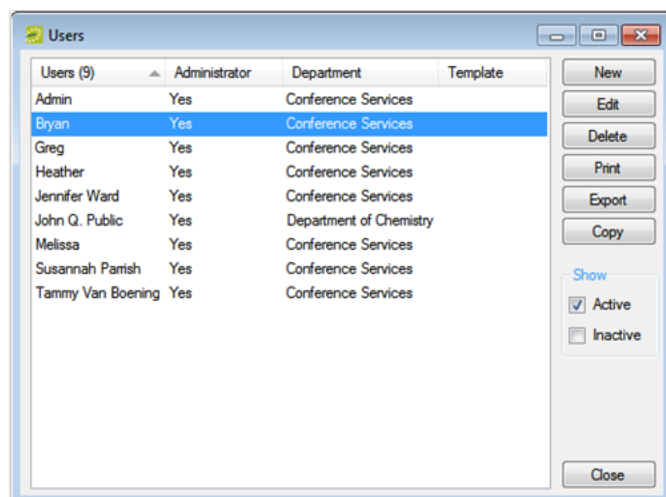 Users
Users (9) Administrator Department Template
Admin Yes Conference Services
Bryan Yes Conference Services
Greg Yes Conference Services
Heather Yes Conference Services
Jennifer Ward Yes Conference Services
John Q. Public Yes Department of Chemistry
Melissa Yes Conference Services
Susannah Parrish Yes Conference Services
Tammy Van Boening Yes Conference Services
New
Edit
Delete
Print
Export
Copy
Show
Active
Inactive
Close